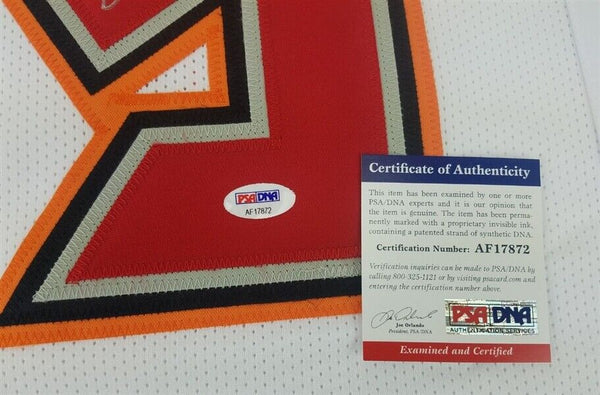 PSA/DNA
AF17872
Certificate of Authenticity
This item has been examined by one or more
PSA/DNA experts and it is our opinion that
the item is genuine. The item has been perma-
nently marked with a proprietary invisible ink,
containing a patented strand of synthetic DNA.
Certification Number: AF17872
Verification inquiries can be made to PSA/DNA by
calling 800-325-1121 or by visiting psacard.com and
entering the certification number.
Joe Orlando
President, PSA/DNA
PSA/DNA
AUTHENTICATION SERVICES
Examined and Certified